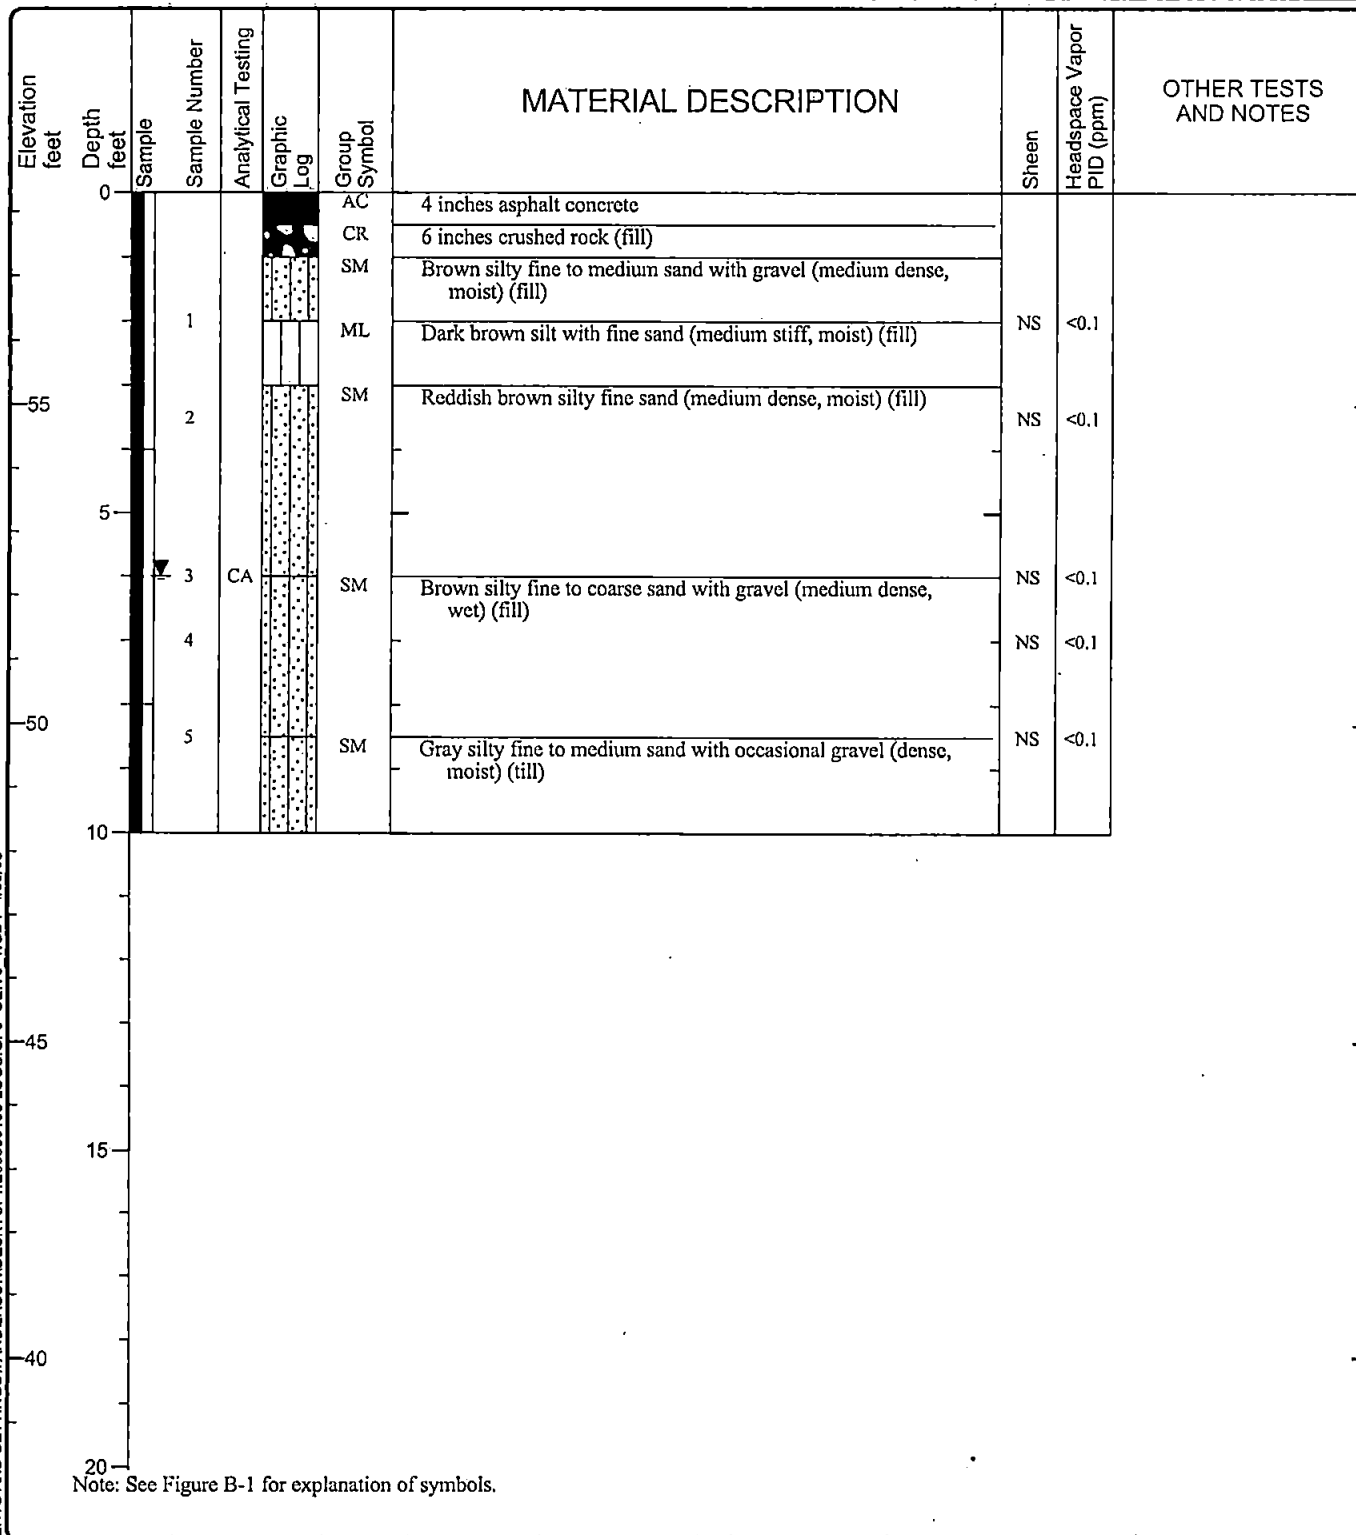 Elevation
feet
Depth
feet
Sample
Sample Number
Analytical Testing
Graphic
Log
Group
Symbol
MATERIAL DESCRIPTION
Sheen
Headspace Vapor
PID (ppm)
OTHER TESTS
AND NOTES
0
AC 4 inches asphalt concrete
CR 6 inches crushed rock (fill)
SM Brown silty fine to medium sand with gravel (medium dense,
moist) (fill)
1 NS <0.1
ML Dark brown silt with fine sand (medium stiff, moist) (fill)
SM Reddish brown silty fine sand (medium dense, moist) (fill)
55
2 NS <0.1
5
3 CA NS <0.1
SM Brown silty fine to coarse sand with gravel (medium dense,
wet) (fill)
4 NS <0.1
50
5 NS <0.1
SM Gray silty fine to medium sand with occasional gravel (dense,
moist) (till)
10
45
15
40
20
Note: See Figure B-1 for explanation of symbols.